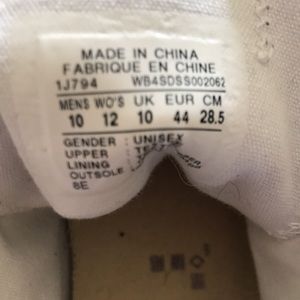 MADE IN CHINA
FABRIQUE EN CHINE
1J794 WB4SDSS002062
MENS WO'S UK EUR CM
10 12 10 44 28.5
GENDER : UNISEX
UPPER :
LINING
OUTSOLE
8E